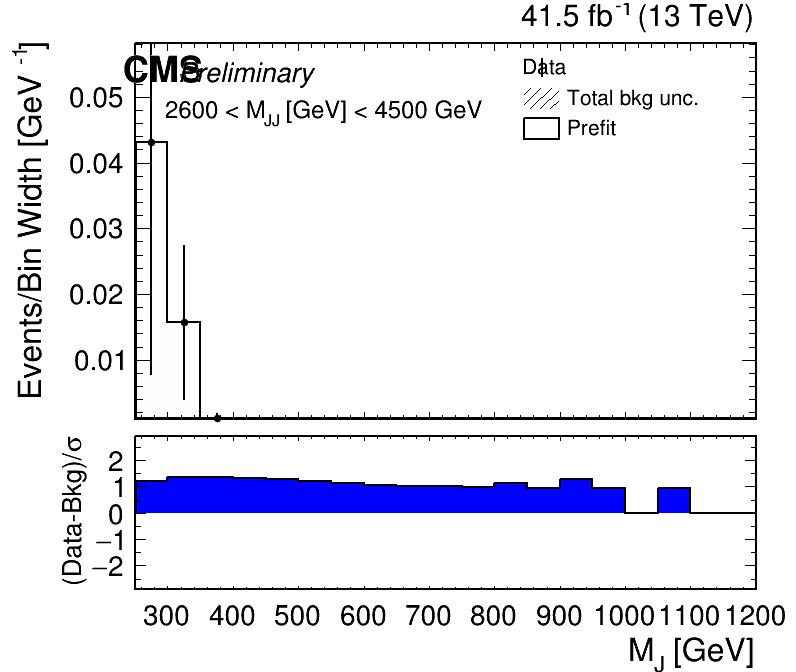 41.5 fb⁻¹ (13 TeV)
CMS Preliminary
2600 < M_JJ [GeV] < 4500 GeV
Data
Total bkg unc.
Prefit
Events/Bin Width [GeV⁻¹]
0.05
0.04
0.03
0.02
0.01
(Data-Bkg)/σ
2
1
0
−1
−2
300 400 500 600 700 800 900 1000 1100 1200
M_J [GeV]